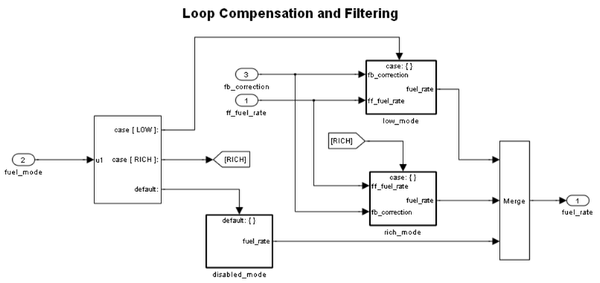 Loop Compensation and Filtering
case: { }
3
fb_correction
fb_correction
fuel_rate
1
ff_fuel_rate
ff_fuel_rate
low_mode
case [ LOW ]:
[RICH]
2
fuel_mode
u1
case [ RICH ]:
[RICH]
case: { }
ff_fuel_rate
fuel_rate
fb_correction
rich_mode
default:
Merge
1
fuel_rate
default: { }
fuel_rate
disabled_mode